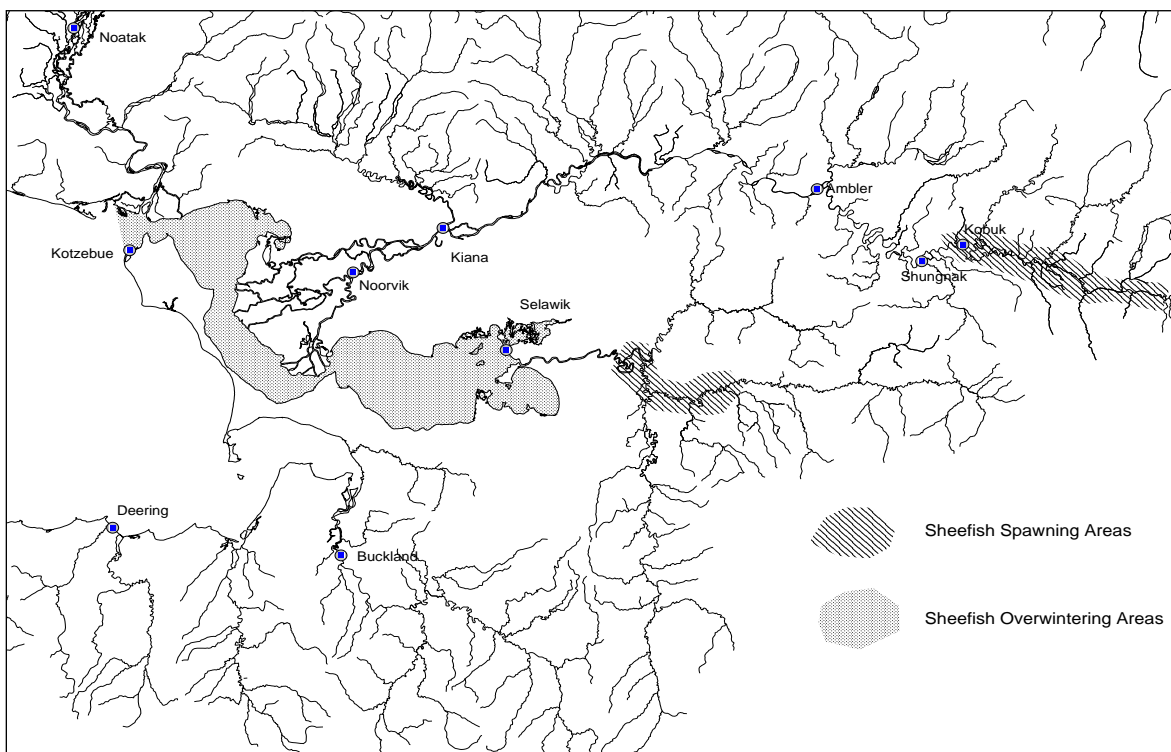 Noatak
Ambler
Kotzebue
Kiana
Kobuk
Shungnak
Noorvik
Selawik
Deering
Buckland
Sheefish Spawning Areas
Sheefish Overwintering Areas